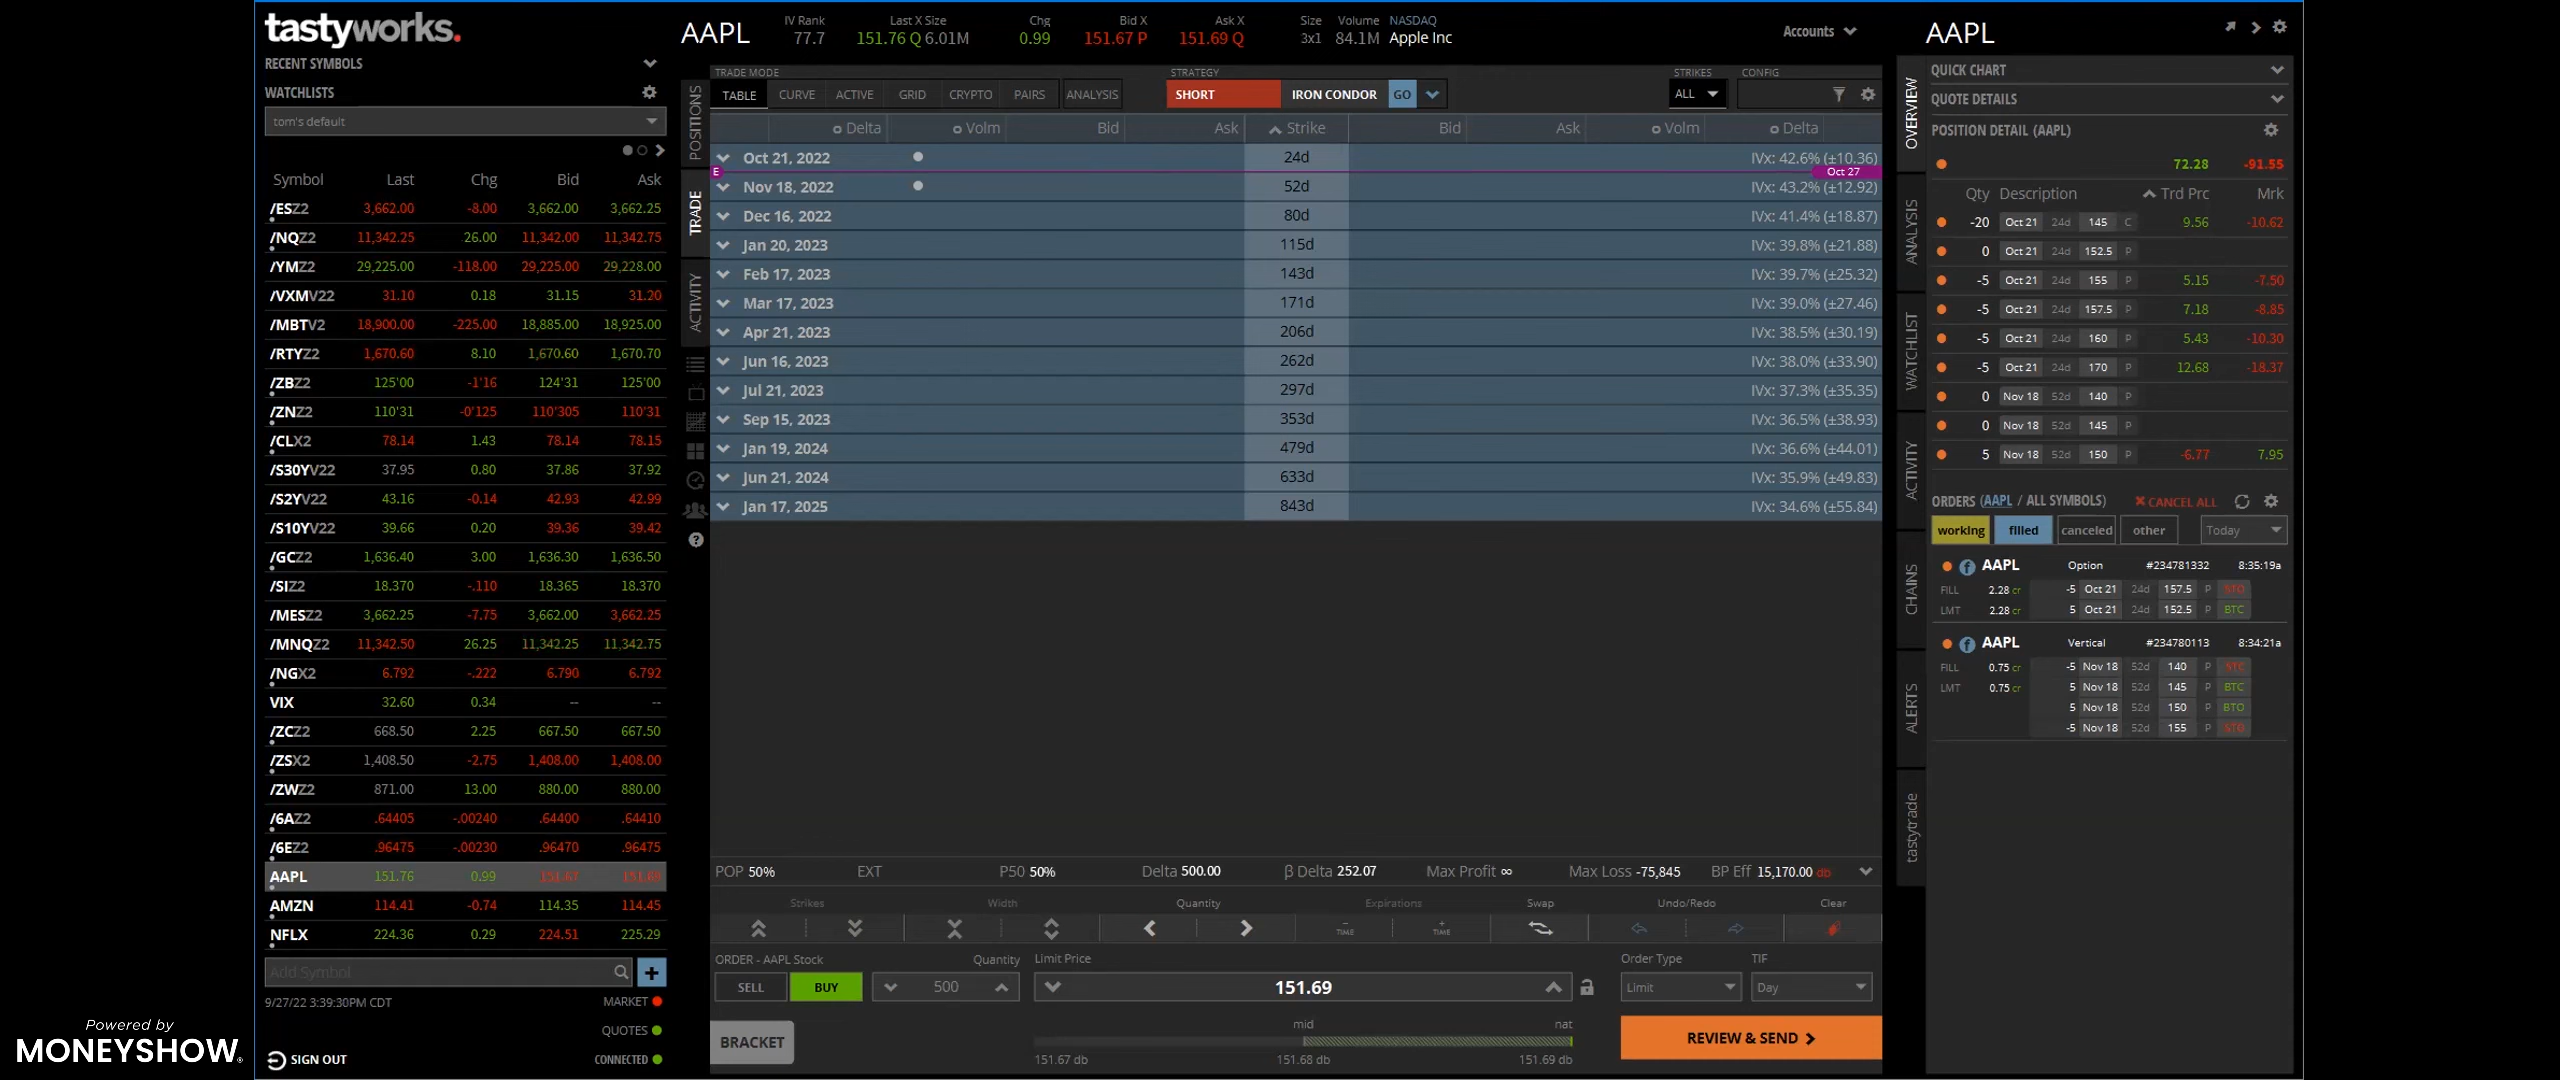 tastyworks.
RECENT SYMBOLS
WATCHLISTS
tom's default
Symbol Last Chg Bid Ask
/ESZ2 3,662.00 -8.00 3,662.00 3,662.25
/NQZ2 11,342.25 26.00 11,342.00 11,342.75
/YMZ2 29,225.00 -118.00 29,225.00 29,228.00
/VXMV22 31.10 0.18 31.15 31.20
/MBTV2 18,900.00 -225.00 18,885.00 18,925.00
/RTYZ2 1,670.60 8.10 1,670.60 1,670.70
/ZBZ2 125'00 -1'16 124'31 125'00
/ZNZ2 110'31 -0'125 110'305 110'31
/CLX2 78.14 1.43 78.14 78.15
/S30YV22 37.95 0.80 37.86 37.92
/S2YV22 43.16 -0.14 42.93 42.99
/S10YV22 39.66 0.20 39.36 39.42
/GCZ2 1,636.40 3.00 1,636.30 1,636.50
/SIZ2 18.370 -.110 18.365 18.370
/MESZ2 3,662.25 -7.75 3,662.00 3,662.25
/MNQZ2 11,342.50 26.25 11,342.25 11,342.75
/NGX2 6.792 -.222 6.790 6.792
VIX 32.60 0.34 -- --
/ZCZ2 668.50 2.25 667.50 667.50
/ZSX2 1,408.50 -2.75 1,408.00 1,408.00
/ZWZ2 871.00 13.00 880.00 880.00
/6AZ2 .64405 -.00240 .64400 .64410
/6EZ2 .96475 -.00230 .96470 .96475
AAPL 151.76 0.99 151.67 151.69
AMZN 114.41 -0.74 114.35 114.45
NFLX 224.36 0.29 224.51 225.29
Add Symbol
9/27/22 3:39:30PM CDT MARKET
QUOTES
SIGN OUT CONNECTED
Powered by
MONEYSHOW.
AAPL
IV Rank Last X Size Chg Bid X Ask X Size Volume NASDAQ
77.7 151.76 Q 6.01M 0.99 151.67 P 151.69 Q 3x1 84.1M Apple Inc
Accounts
POSITIONS
TRADE
ACTIVITY
TRADE MODE STRATEGY STRIKES CONFIG
TABLE CURVE ACTIVE GRID CRYPTO PAIRS ANALYSIS SHORT IRON CONDOR GO ALL
Delta Volm Bid Ask Strike Bid Ask Volm Delta
Oct 21, 2022 24d IVx: 42.6% (±10.36)
E Oct 27
Nov 18, 2022 52d IVx: 43.2% (±12.92)
Dec 16, 2022 80d IVx: 41.4% (±18.87)
Jan 20, 2023 115d IVx: 39.8% (±21.88)
Feb 17, 2023 143d IVx: 39.7% (±25.32)
Mar 17, 2023 171d IVx: 39.0% (±27.46)
Apr 21, 2023 206d IVx: 38.5% (±30.19)
Jun 16, 2023 262d IVx: 38.0% (±33.90)
Jul 21, 2023 297d IVx: 37.3% (±35.35)
Sep 15, 2023 353d IVx: 36.5% (±38.93)
Jan 19, 2024 479d IVx: 36.6% (±44.01)
Jun 21, 2024 633d IVx: 35.9% (±49.83)
Jan 17, 2025 843d IVx: 34.6% (±55.84)
POP 50% EXT P50 50% Delta 500.00 β Delta 252.07 Max Profit ∞ Max Loss -75,845 BP Eff 15,170.00 db
Strikes Width Quantity Expirations Swap Undo/Redo Clear
TIME TIME
ORDER - AAPL Stock Quantity Limit Price Order Type TIF
SELL BUY 500 151.69 Limit Day
BRACKET
mid nat
151.67 db 151.68 db 151.69 db
REVIEW & SEND
AAPL
OVERVIEW
ANALYSIS
WATCHLIST
ACTIVITY
CHAINS
ALERTS
tastytrade
QUICK CHART
QUOTE DETAILS
POSITION DETAIL (AAPL)
72.28 -91.55
Qty Description Trd Prc Mrk
-20 Oct 21 24d 145 C 9.56 -10.62
0 Oct 21 24d 152.5 P
-5 Oct 21 24d 155 P 5.15 -7.50
-5 Oct 21 24d 157.5 P 7.18 -8.85
-5 Oct 21 24d 160 P 5.43 -10.30
-5 Oct 21 24d 170 P 12.68 -18.37
0 Nov 18 52d 140 P
0 Nov 18 52d 145 P
5 Nov 18 52d 150 P -6.77 7.95
ORDERS (AAPL / ALL SYMBOLS) CANCEL ALL
working filled canceled other Today
f AAPL Option #234781332 8:35:19a
FILL 2.28 cr -5 Oct 21 24d 157.5 P STO
LMT 2.28 cr 5 Oct 21 24d 152.5 P BTC
f AAPL Vertical #234780113 8:34:21a
FILL 0.75 cr -5 Nov 18 52d 140 P STC
LMT 0.75 cr 5 Nov 18 52d 145 P BTC
5 Nov 18 52d 150 P BTO
-5 Nov 18 52d 155 P STO